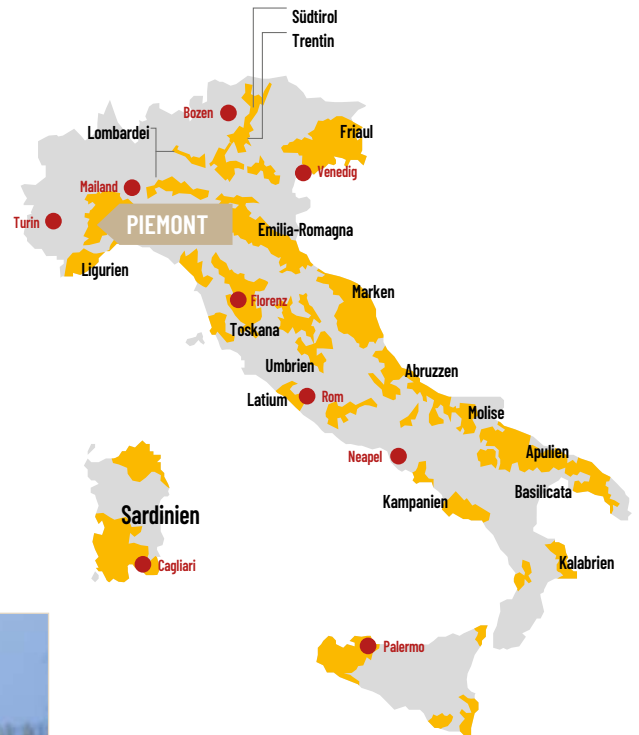 Südtirol
Trentin
Bozen
Lombardei
Friaul
Venedig
Mailand
Turin
PIEMONT
Emilia-Romagna
Ligurien
Marken
Florenz
Toskana
Umbrien
Abruzzen
Latium
Rom
Molise
Neapel
Apulien
Basilicata
Kampanien
Sardinien
Kalabrien
Cagliari
Palermo